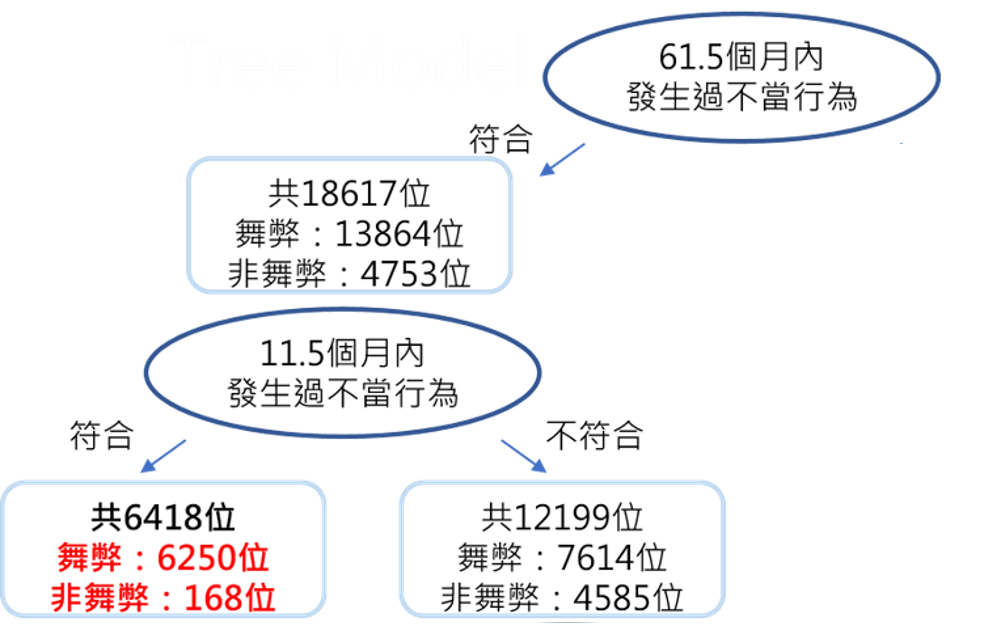 Tree Model
61.5個月內
發生過不當行為
符合
共18617位
舞弊：13864位
非舞弊：4753位
11.5個月內
發生過不當行為
符合
不符合
共6418位
舞弊：6250位
非舞弊：168位
共12199位
舞弊：7614位
非舞弊：4585位